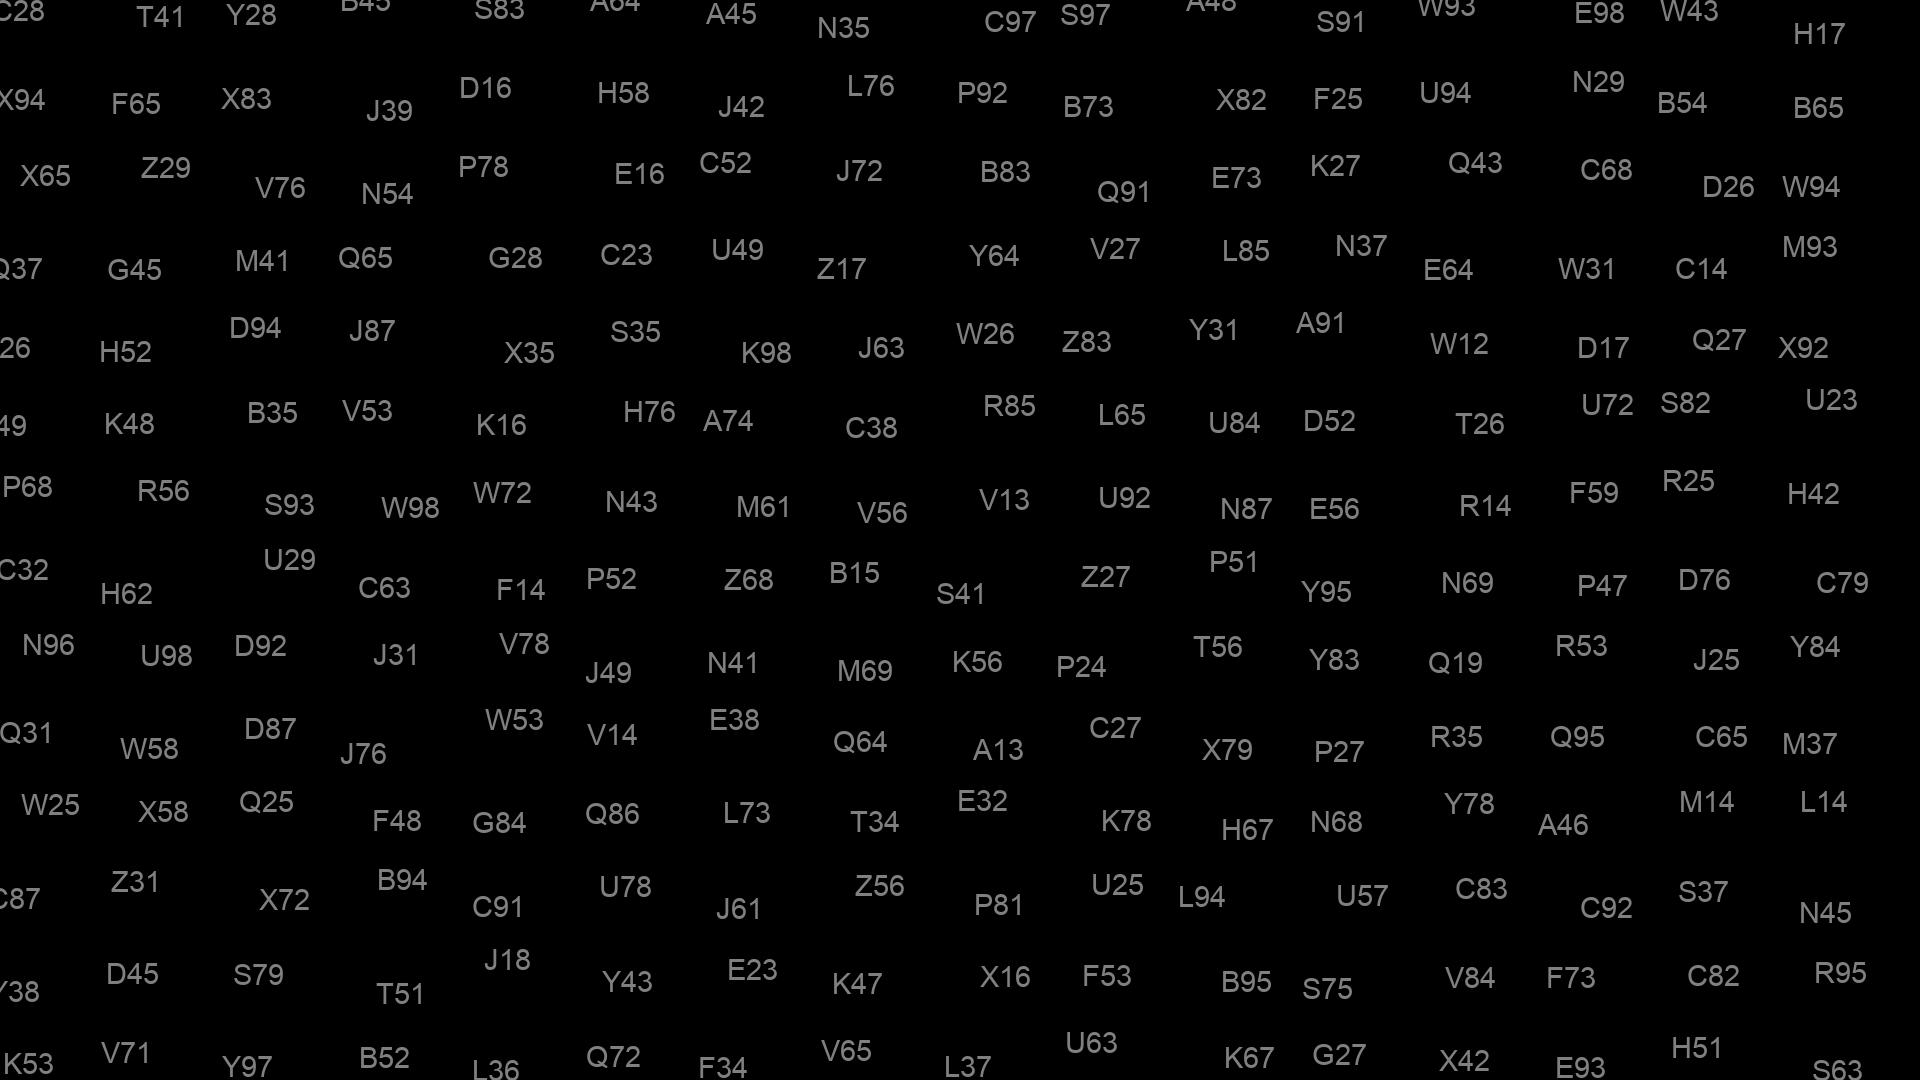 C28 T41 Y28 B45 S83 A64 A45 N35 C97 S97 A48 S91 W93 E98 W43 H17
X94 F65 X83 J39 D16 H58 J42 L76 P92 B73 X82 F25 U94 N29 B54 B65
X65 Z29 V76 N54 P78 E16 C52 J72 B83 Q91 E73 K27 Q43 C68 D26 W94
Q37 G45 M41 Q65 G28 C23 U49 Z17 Y64 V27 L85 N37 E64 W31 C14 M93
26 H52 D94 J87 X35 S35 K98 J63 W26 Z83 Y31 A91 W12 D17 Q27 X92
49 K48 B35 V53 K16 H76 A74 C38 R85 L65 U84 D52 T26 U72 S82 U23
P68 R56 S93 W98 W72 N43 M61 V56 V13 U92 N87 E56 R14 F59 R25 H42
C32 H62 U29 C63 F14 P52 Z68 B15 S41 Z27 P51 Y95 N69 P47 D76 C79
N96 U98 D92 J31 V78 J49 N41 M69 K56 P24 T56 Y83 Q19 R53 J25 Y84
Q31 W58 D87 J76 W53 V14 E38 Q64 A13 C27 X79 P27 R35 Q95 C65 M37
W25 X58 Q25 F48 G84 Q86 L73 T34 E32 K78 H67 N68 Y78 A46 M14 L14
C87 Z31 X72 B94 C91 U78 J61 Z56 P81 U25 L94 U57 C83 C92 S37 N45
Y38 D45 S79 T51 J18 Y43 E23 K47 X16 F53 B95 S75 V84 F73 C82 R95
K53 V71 Y97 B52 L36 Q72 F34 V65 L37 U63 K67 G27 X42 E93 H51 S63